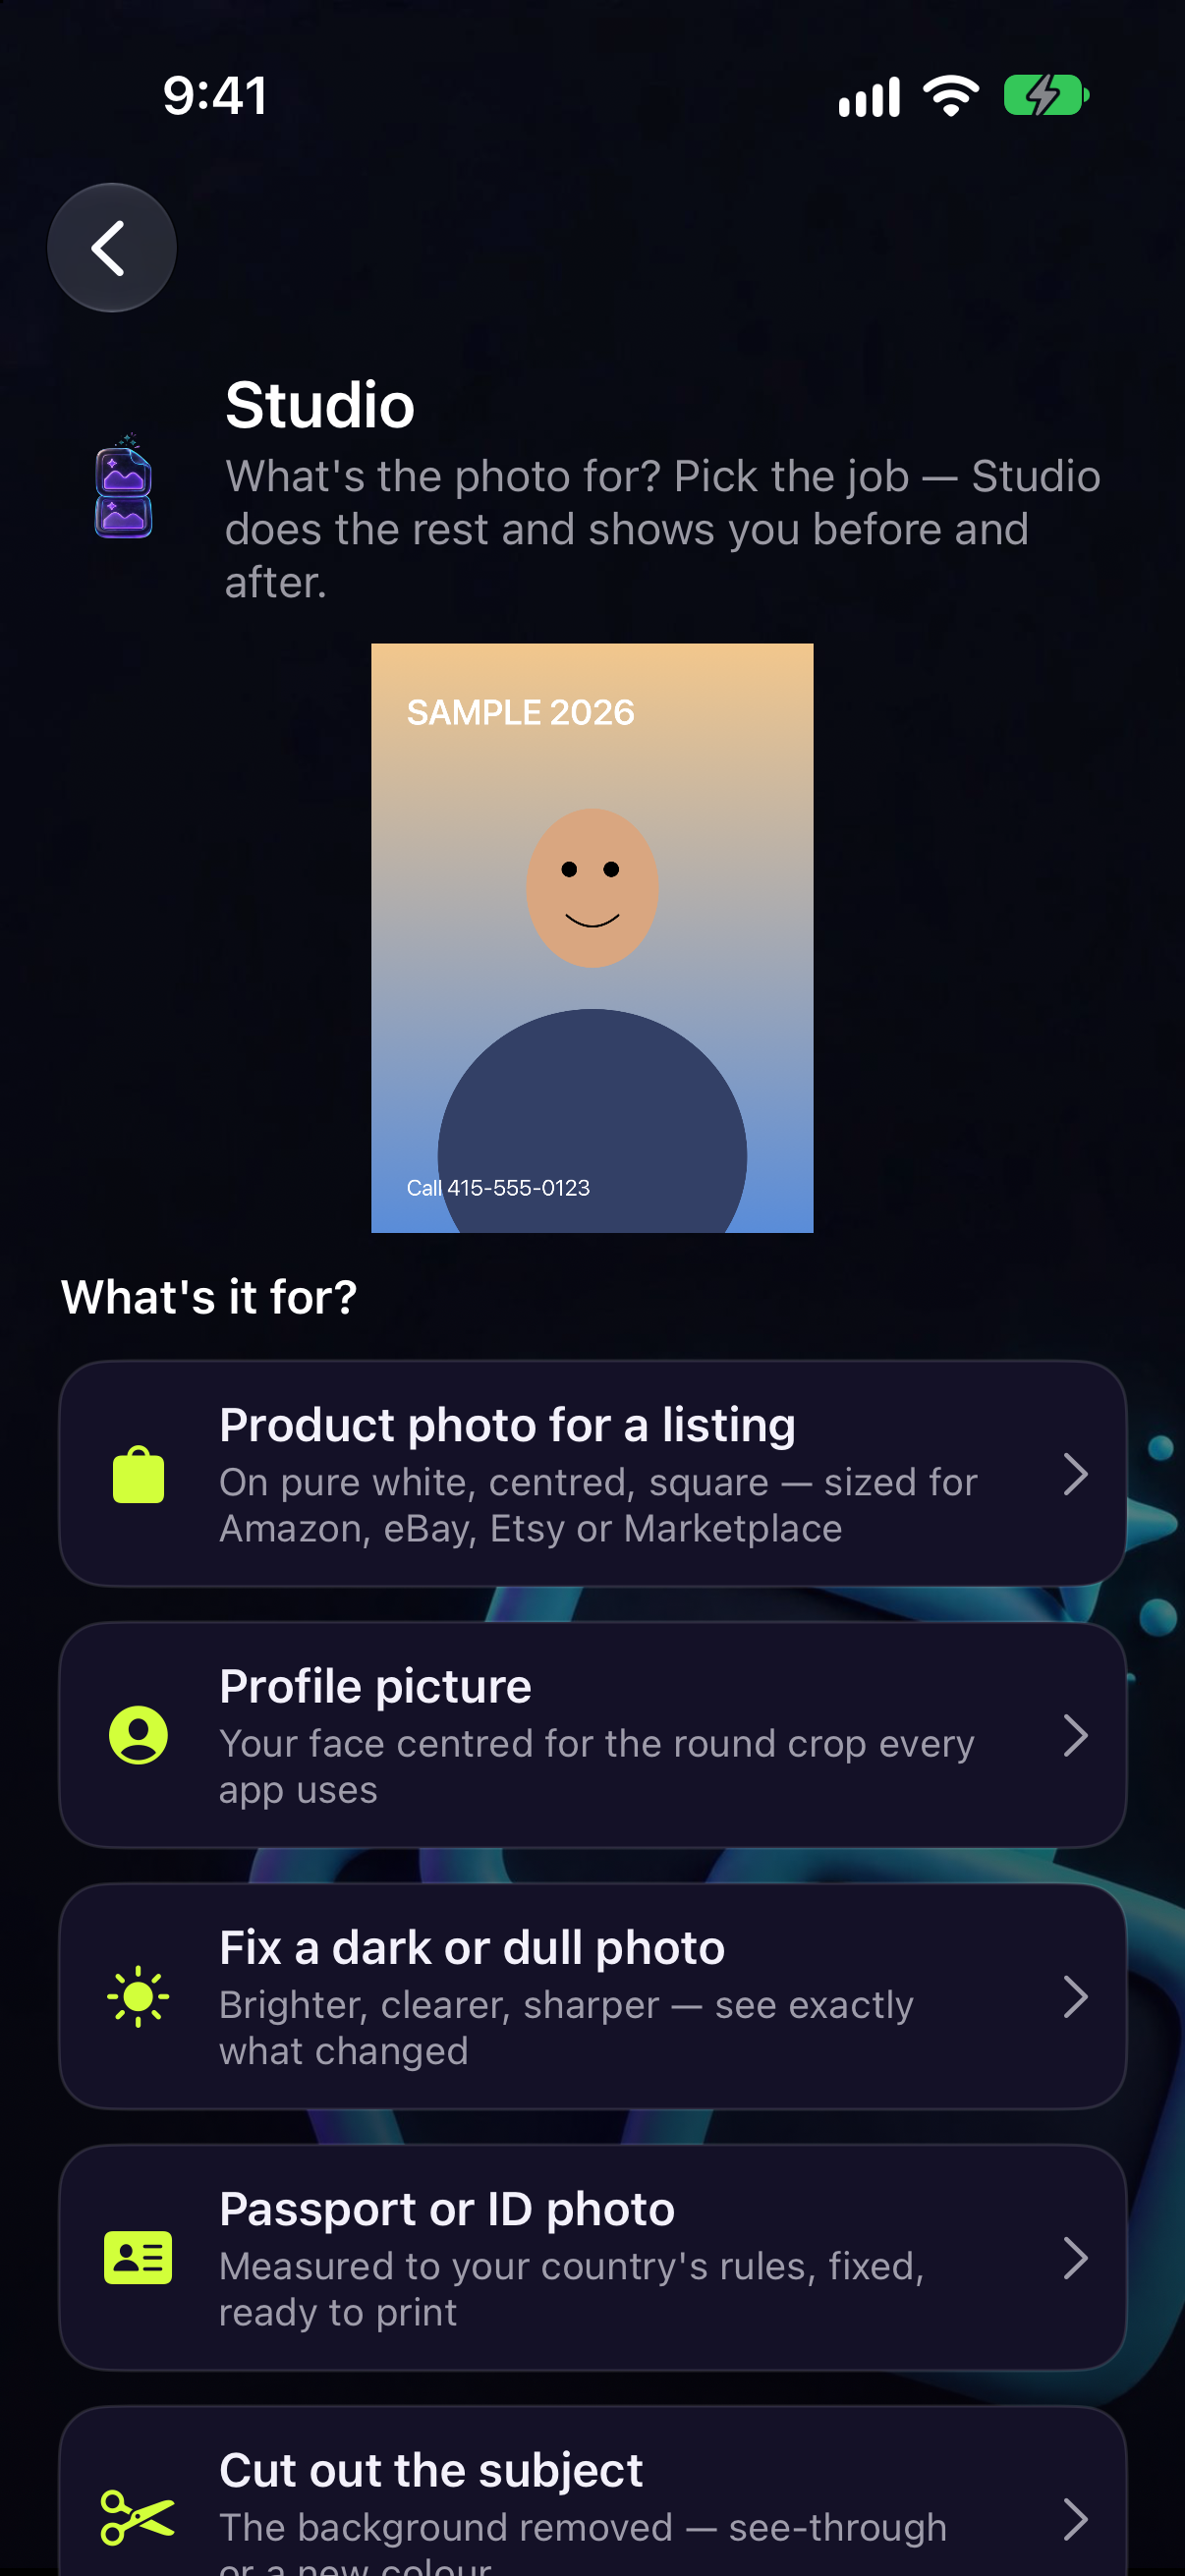 9:41
Studio
What's the photo for? Pick the job — Studio
does the rest and shows you before and
after.
SAMPLE 2026
Call 415-555-0123
What's it for?
Product photo for a listing
On pure white, centred, square — sized for
Amazon, eBay, Etsy or Marketplace
Profile picture
Your face centred for the round crop every
app uses
Fix a dark or dull photo
Brighter, clearer, sharper — see exactly
what changed
Passport or ID photo
Measured to your country's rules, fixed,
ready to print
Cut out the subject
The background removed — see-through
or a new colour